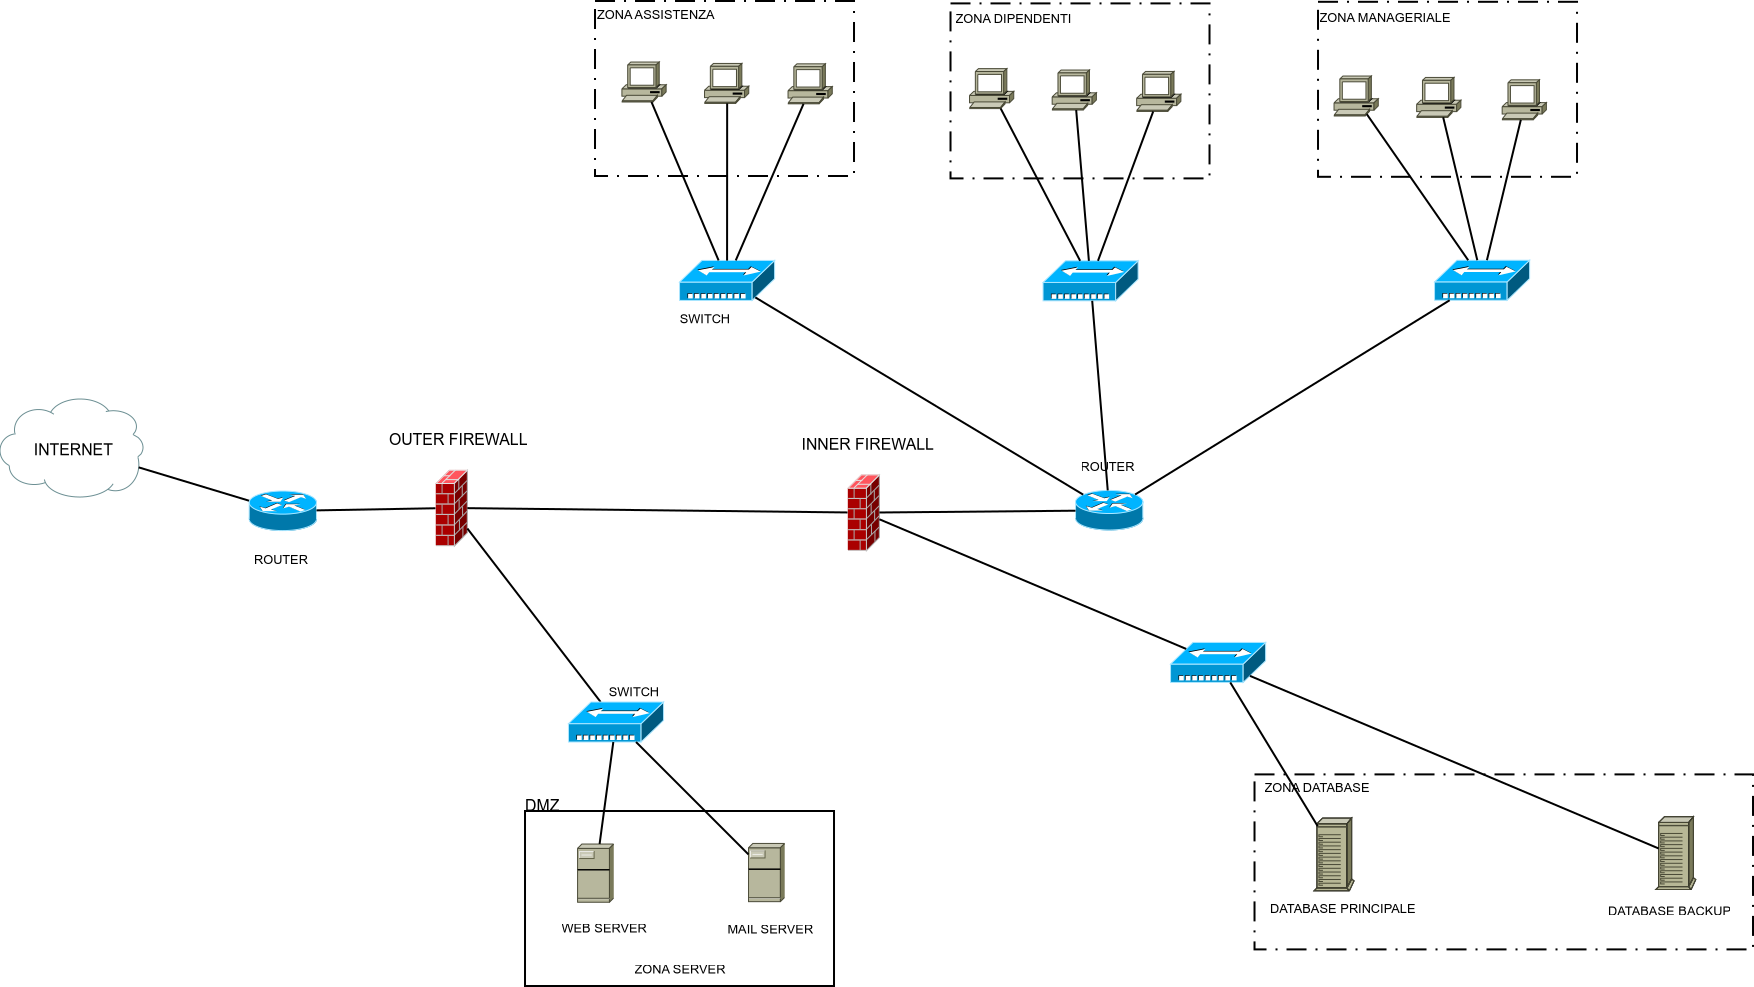 ZONA ASSISTENZA
ZONA DIPENDENTI
ZONA MANAGERIALE
SWITCH
INTERNET
OUTER FIREWALL
INNER FIREWALL
ROUTER
ROUTER
SWITCH
DMZ
WEB SERVER
MAIL SERVER
ZONA SERVER
ZONA DATABASE
DATABASE PRINCIPALE
DATABASE BACKUP